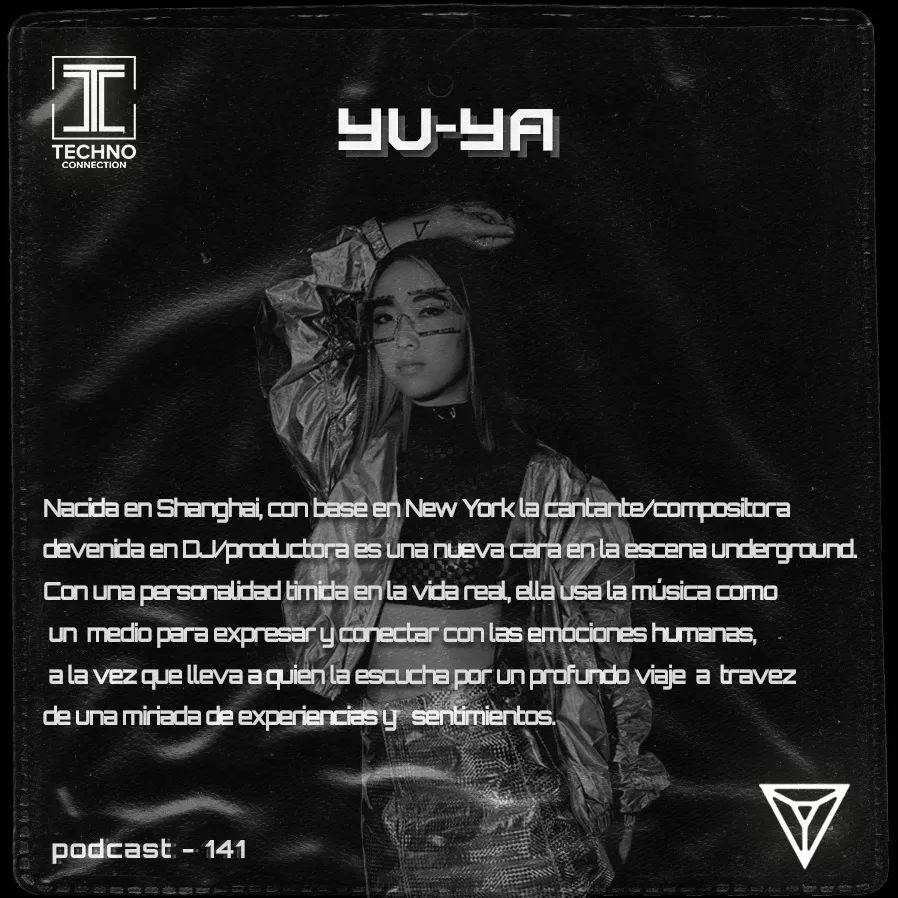 TECHNO
CONNECTION
YU-YA
Nacida en Shanghai, con base en New York la cantante/compositora
devenida en DJ/productora es una nueva cara en la escena underground.
Con una personalidad timida en la vida real, ella usa la música como
un medio para expresar y conectar con las emociones humanas,
a la vez que lleva a quien la escucha por un profundo viaje a travez
de una miriada de experiencias y sentimientos.
podcast - 141